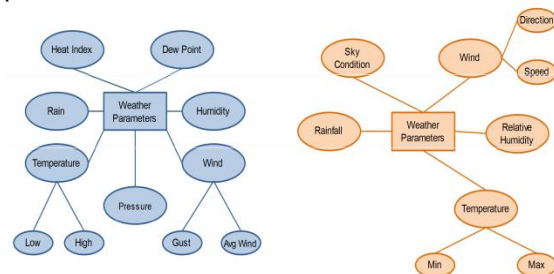 Heat Index
Dew Point
Rain
Weather
Parameters
Humidity
Temperature
Wind
Pressure
Low
High
Gust
Avg Wind
Direction
Sky
Condition
Wind
Speed
Rainfall
Weather
Parameters
Relative
Humidity
Temperature
Min
Max